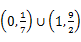 (0, 1/7) ∪ (1, 9/2)